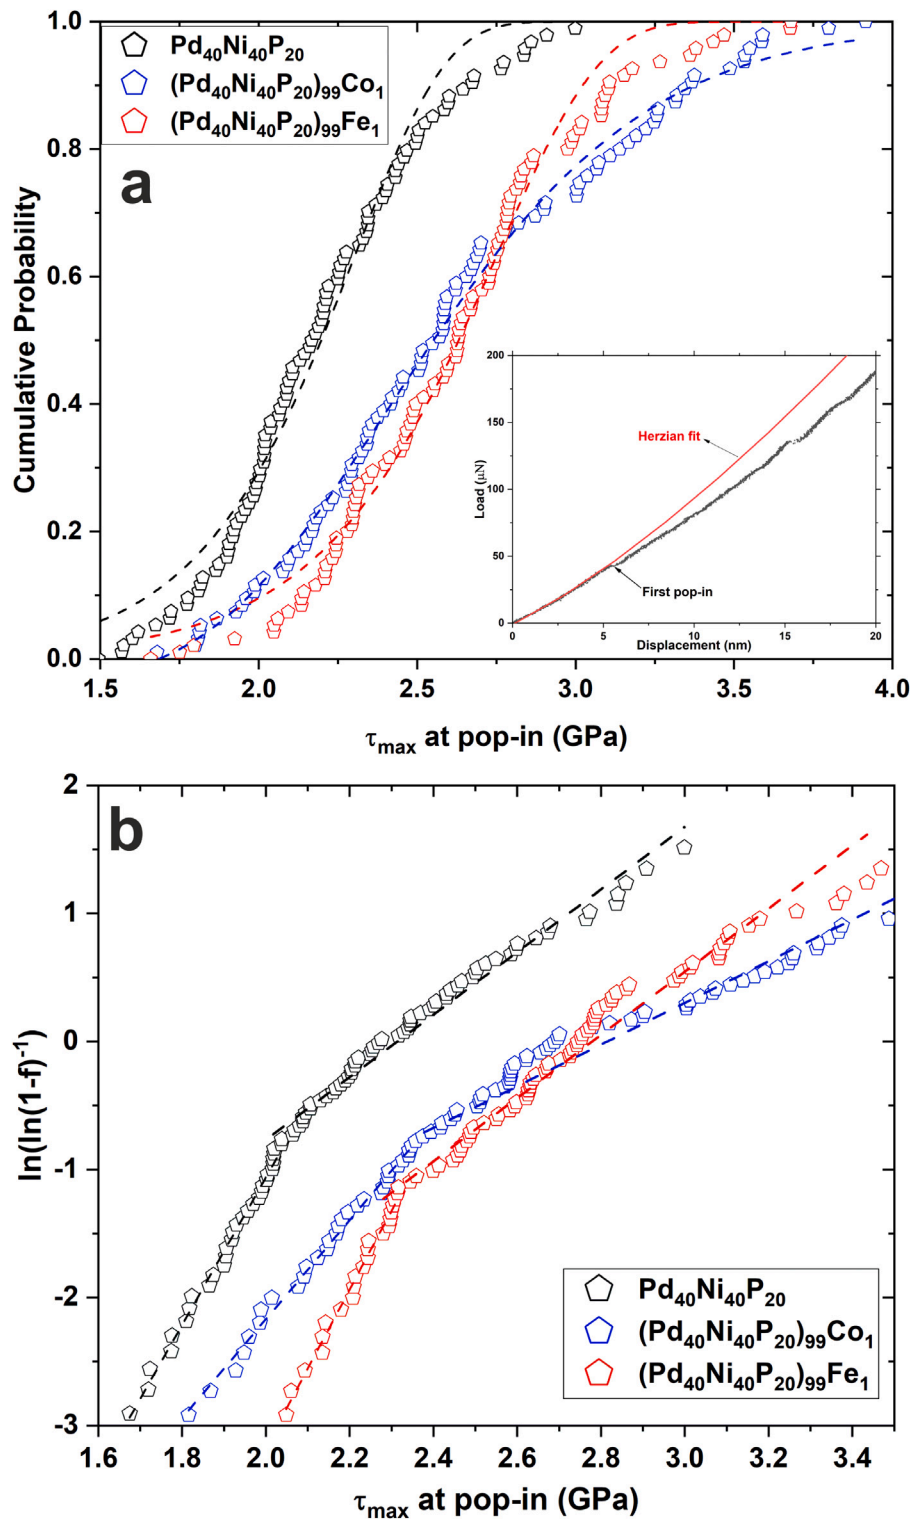 1.0
0.8
0.6
0.4
0.2
0.0
Cumulative Probability
Pd₄₀Ni₄₀P₂₀
(Pd₄₀Ni₄₀P₂₀)₉₉Co₁
(Pd₄₀Ni₄₀P₂₀)₉₉Fe₁
a
200
150
100
50
0
Load (μN)
Herzian fit
First pop-in
0 5 10 15 20
Displacement (nm)
1.5 2.0 2.5 3.0 3.5 4.0
τₘₐₓ at pop-in (GPa)
b
2
1
0
-1
-2
-3
ln(ln(1-f)⁻¹)
Pd₄₀Ni₄₀P₂₀
(Pd₄₀Ni₄₀P₂₀)₉₉Co₁
(Pd₄₀Ni₄₀P₂₀)₉₉Fe₁
1.6 1.8 2.0 2.2 2.4 2.6 2.8 3.0 3.2 3.4
τₘₐₓ at pop-in (GPa)